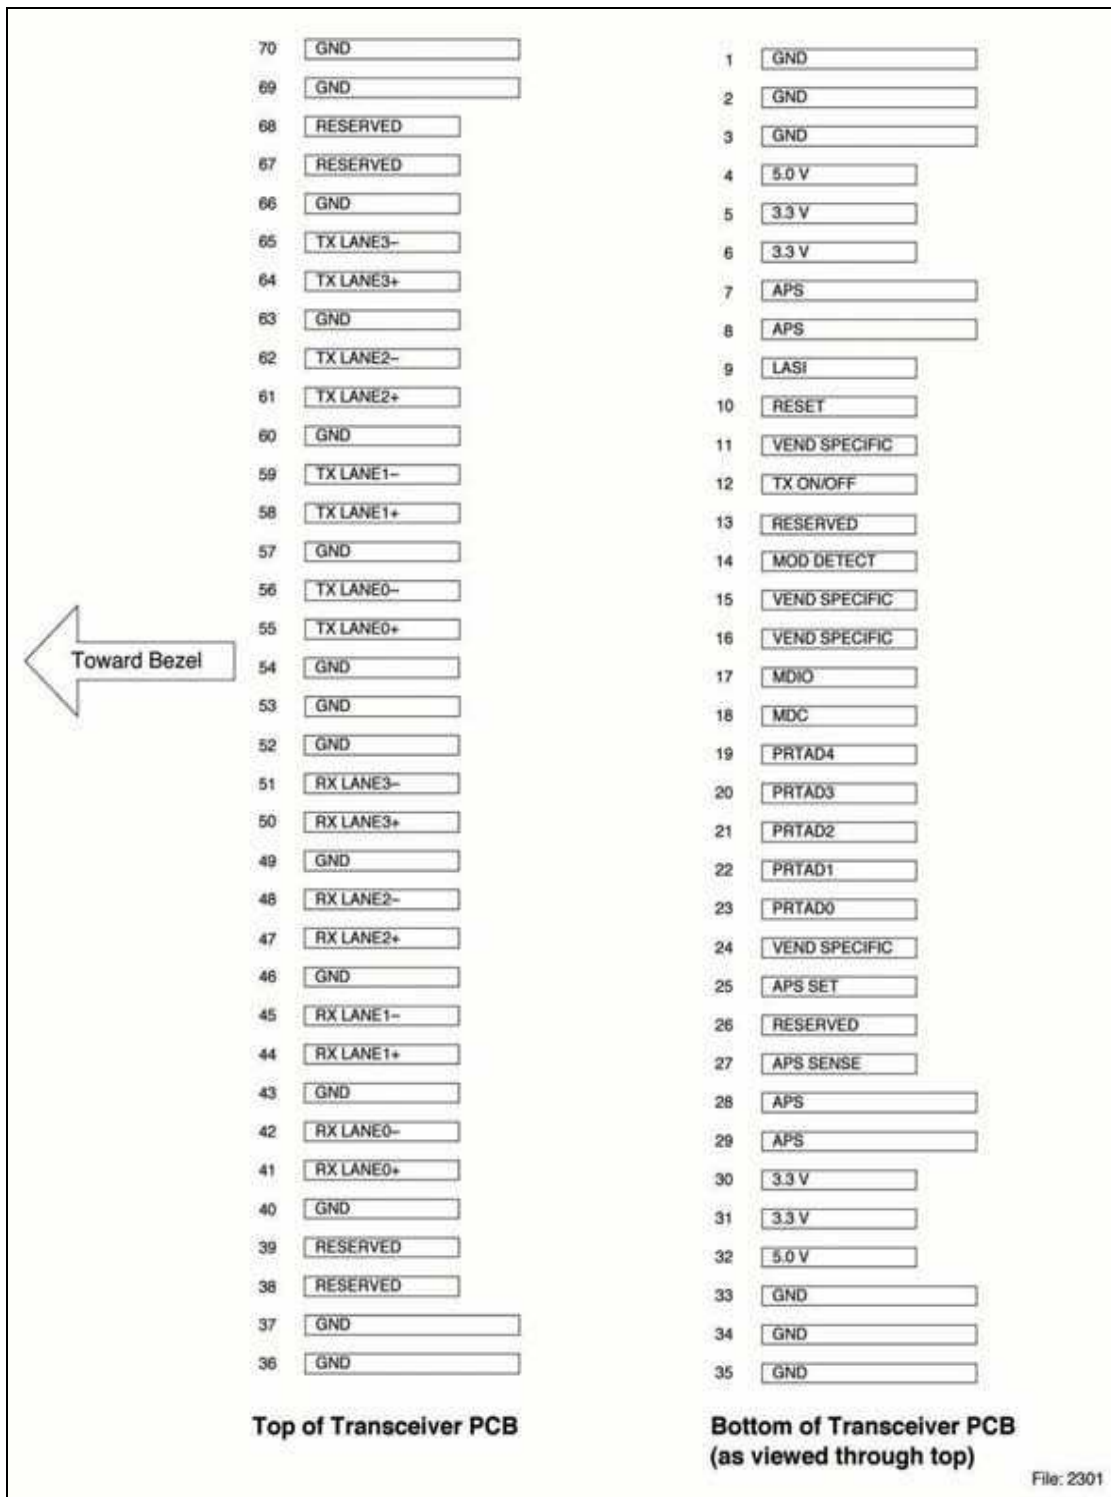 70 GND
69 GND
68 RESERVED
67 RESERVED
66 GND
65 TX LANE3–
64 TX LANE3+
63 GND
62 TX LANE2–
61 TX LANE2+
60 GND
59 TX LANE1–
58 TX LANE1+
57 GND
56 TX LANE0–
55 TX LANE0+
54 GND
53 GND
52 GND
51 RX LANE3–
50 RX LANE3+
49 GND
48 RX LANE2–
47 RX LANE2+
46 GND
45 RX LANE1–
44 RX LANE1+
43 GND
42 RX LANE0–
41 RX LANE0+
40 GND
39 RESERVED
38 RESERVED
37 GND
36 GND
Toward Bezel
Top of Transceiver PCB
1 GND
2 GND
3 GND
4 5.0 V
5 3.3 V
6 3.3 V
7 APS
8 APS
9 LASI
10 RESET
11 VEND SPECIFIC
12 TX ON/OFF
13 RESERVED
14 MOD DETECT
15 VEND SPECIFIC
16 VEND SPECIFIC
17 MDIO
18 MDC
19 PRTAD4
20 PRTAD3
21 PRTAD2
22 PRTAD1
23 PRTAD0
24 VEND SPECIFIC
25 APS SET
26 RESERVED
27 APS SENSE
28 APS
29 APS
30 3.3 V
31 3.3 V
32 5.0 V
33 GND
34 GND
35 GND
Bottom of Transceiver PCB
(as viewed through top)
File: 2301